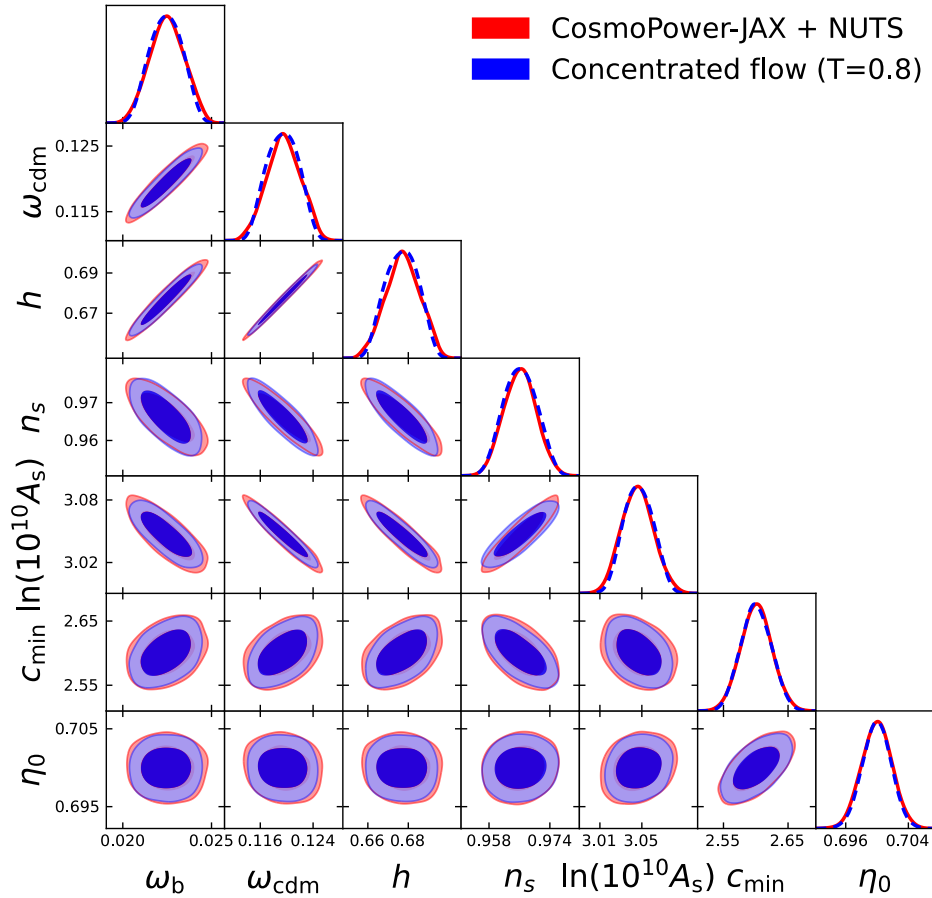 CosmoPower-JAX + NUTS
Concentrated flow (T=0.8)
0.125
0.115
ω_cdm
0.69
0.67
h
0.97
0.96
n_s
3.08
3.02
ln(10^10 A_s)
2.65
2.55
c_min
0.705
0.695
η_0
0.020 0.025 0.116 0.124 0.66 0.68 0.958 0.974 3.01 3.05 2.55 2.65 0.696 0.704
ω_b ω_cdm h n_s ln(10^10 A_s) c_min η_0